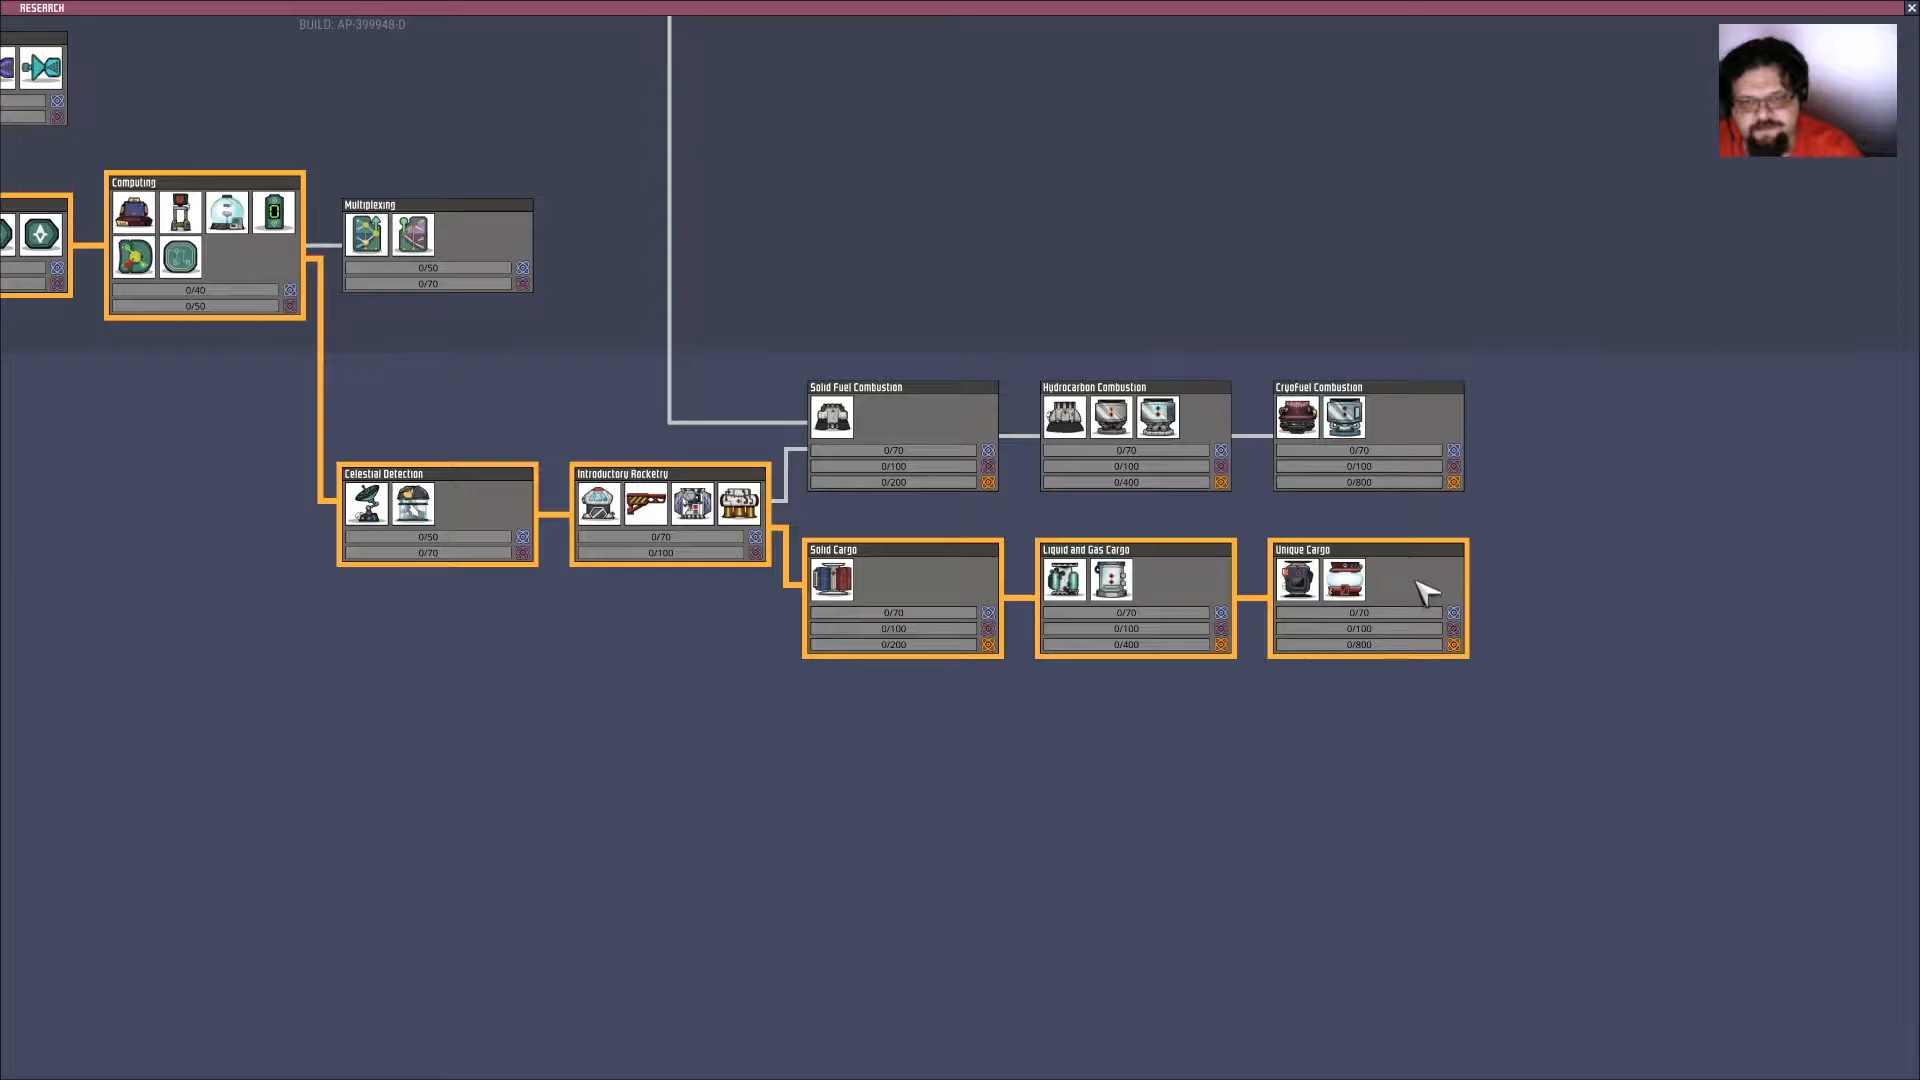 RESEARCH
BUILD: AP-399948-D
Computing
0/40
0/50
Multiplexing
0/50
0/70
Solid Fuel Combustion
0/70
0/100
0/200
Hydrocarbon Combustion
0/70
0/100
0/400
CryoFuel Combustion
0/70
0/100
0/800
Celestial Detection
0/50
0/70
Introductory Rocketry
0/70
0/100
Solid Cargo
0/70
0/100
0/200
Liquid and Gas Cargo
0/70
0/100
0/400
Unique Cargo
0/70
0/100
0/800